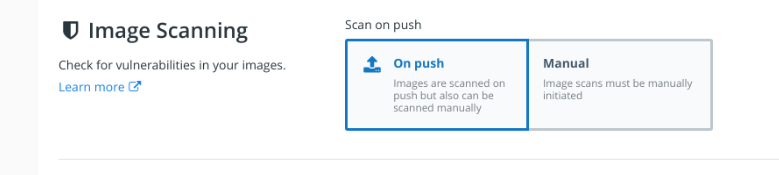 Image Scanning
Check for vulnerabilities in your images.
Learn more
Scan on push
On push
Images are scanned on
push but also can be
scanned manually
Manual
Image scans must be manually
initiated